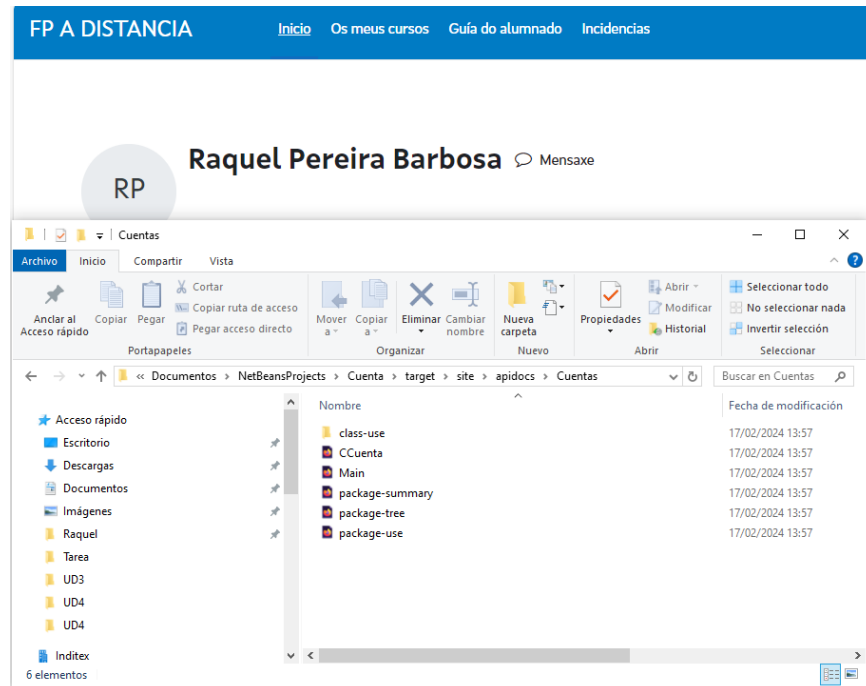 FP A DISTANCIA Inicio Os meus cursos Guía do alumnado Incidencias
RP
Raquel Pereira Barbosa Mensaxe
Cuentas
Archivo Inicio Compartir Vista
Anclar al Acceso rápido
Copiar
Pegar
Cortar
Copiar ruta de acceso
Pegar acceso directo
Portapapeles
Mover a
Copiar a
Eliminar
Cambiar nombre
Organizar
Nueva carpeta
Nuevo
Propiedades
Abrir
Modificar
Historial
Abrir
Seleccionar todo
No seleccionar nada
Invertir selección
Seleccionar
« Documentos > NetBeansProjects > Cuenta > target > site > apidocs > Cuentas
Buscar en Cuentas
Acceso rápido
Escritorio
Descargas
Documentos
Imágenes
Raquel
Tarea
UD3
UD4
UD4
Inditex
Nombre Fecha de modificación
class-use 17/02/2024 13:57
CCuenta 17/02/2024 13:57
Main 17/02/2024 13:57
package-summary 17/02/2024 13:57
package-tree 17/02/2024 13:57
package-use 17/02/2024 13:57
6 elementos